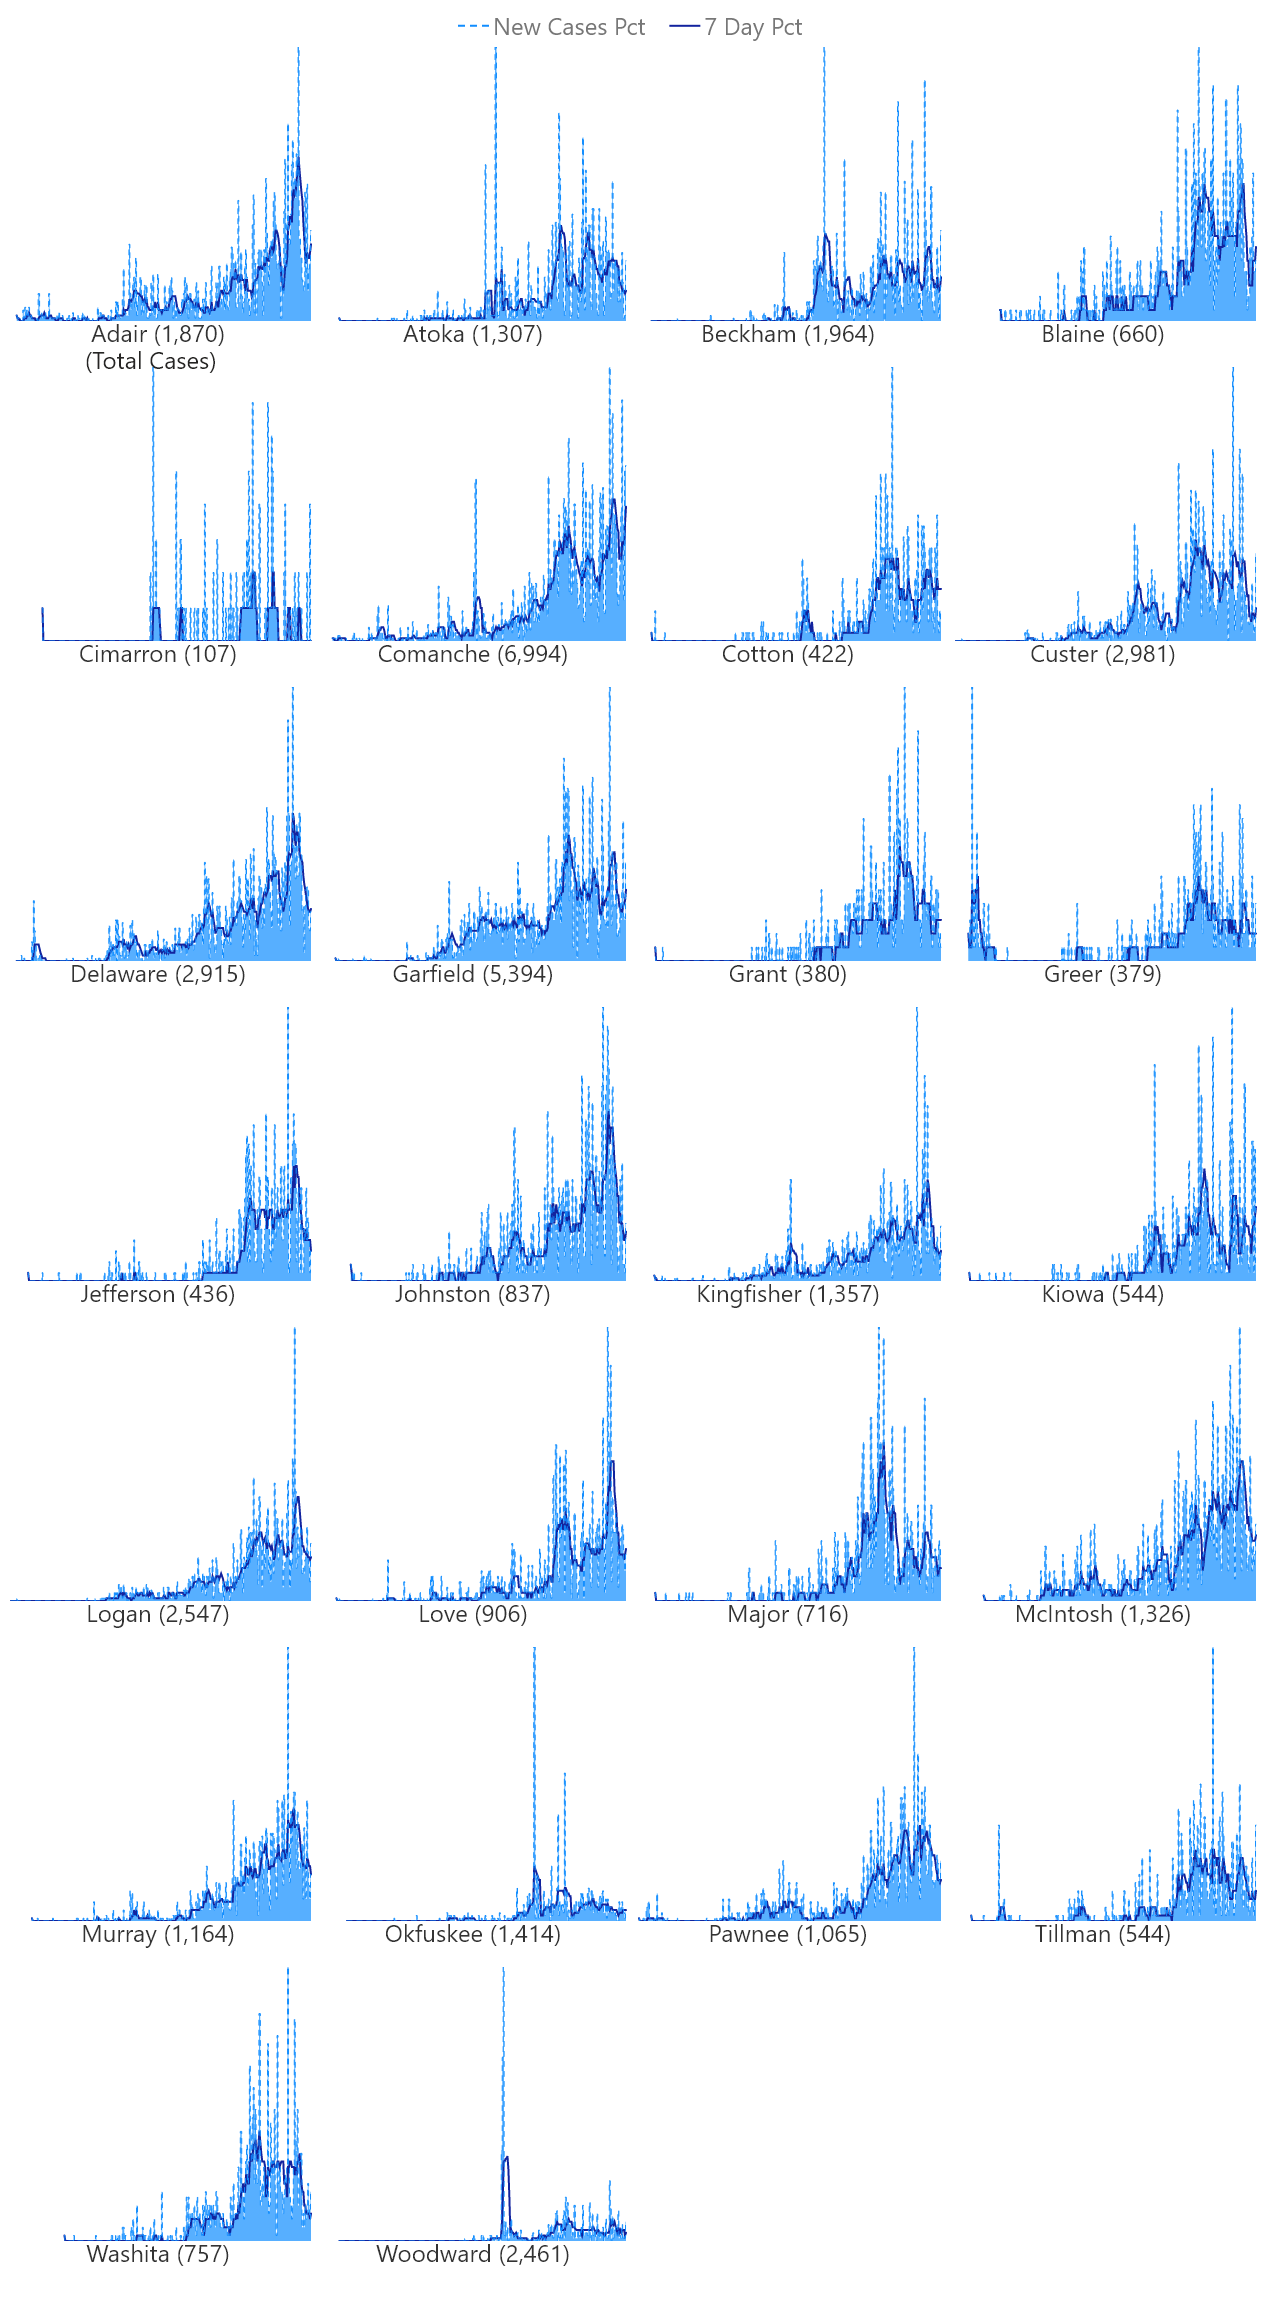 New Cases Pct 7 Day Pct
Adair (1,870) Atoka (1,307) Beckham (1,964) Blaine (660)
(Total Cases)
Cimarron (107) Comanche (6,994) Cotton (422) Custer (2,981)
Delaware (2,915) Garfield (5,394) Grant (380) Greer (379)
Jefferson (436) Johnston (837) Kingfisher (1,357) Kiowa (544)
Logan (2,547) Love (906) Major (716) McIntosh (1,326)
Murray (1,164) Okfuskee (1,414) Pawnee (1,065) Tillman (544)
Washita (757) Woodward (2,461)